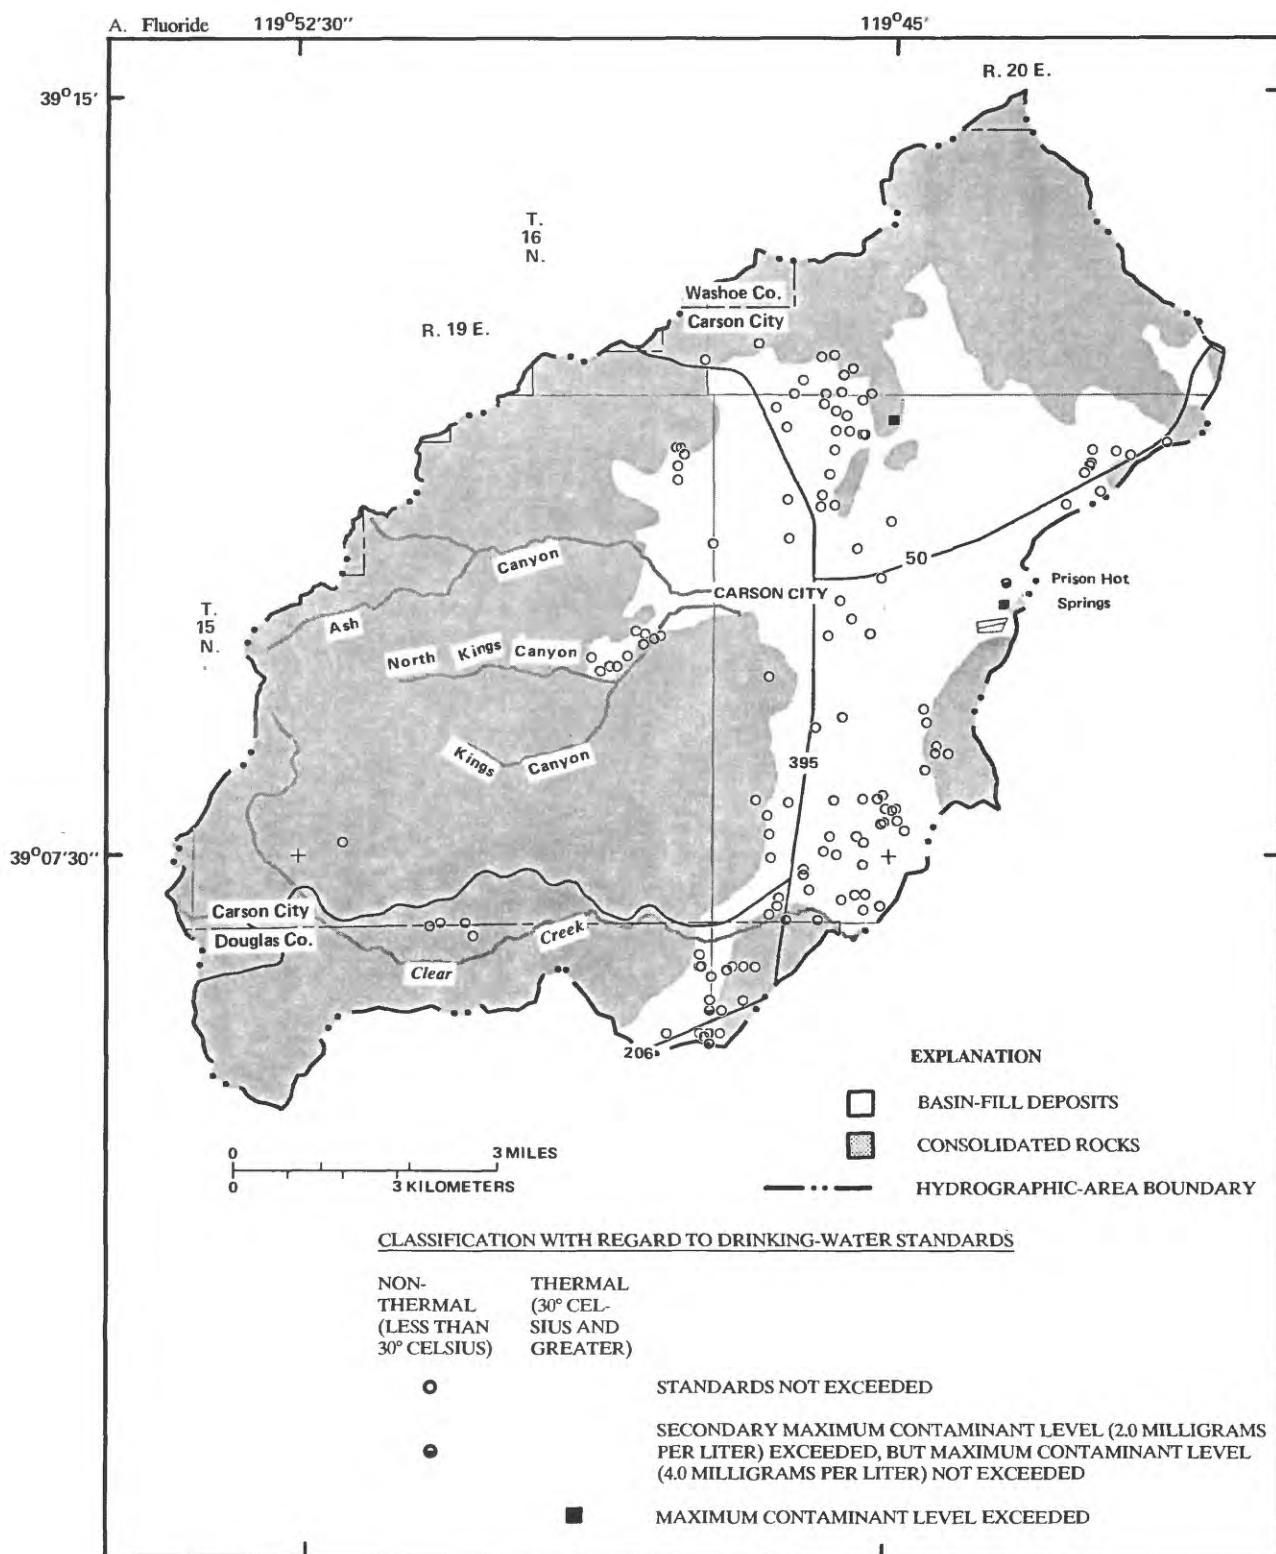 A. Fluoride
119°52'30''
119°45'
R. 20 E.
39°15'
T.
16
N.
Washoe Co.
Carson City
R. 19 E.
Canyon
50
Prison Hot
Springs
CARSON CITY
T.
15
N.
Ash
North Kings Canyon
Kings Canyon
395
39°07'30''
Carson City
Douglas Co.
Creek
Clear
206
EXPLANATION
BASIN-FILL DEPOSITS
CONSOLIDATED ROCKS
HYDROGRAPHIC-AREA BOUNDARY
0 3 MILES
0 3 KILOMETERS
CLASSIFICATION WITH REGARD TO DRINKING-WATER STANDARDS
NON-
THERMAL
(LESS THAN
30° CELSIUS)
THERMAL
(30° CEL-
SIUS AND
GREATER)
STANDARDS NOT EXCEEDED
SECONDARY MAXIMUM CONTAMINANT LEVEL (2.0 MILLIGRAMS
PER LITER) EXCEEDED, BUT MAXIMUM CONTAMINANT LEVEL
(4.0 MILLIGRAMS PER LITER) NOT EXCEEDED
MAXIMUM CONTAMINANT LEVEL EXCEEDED